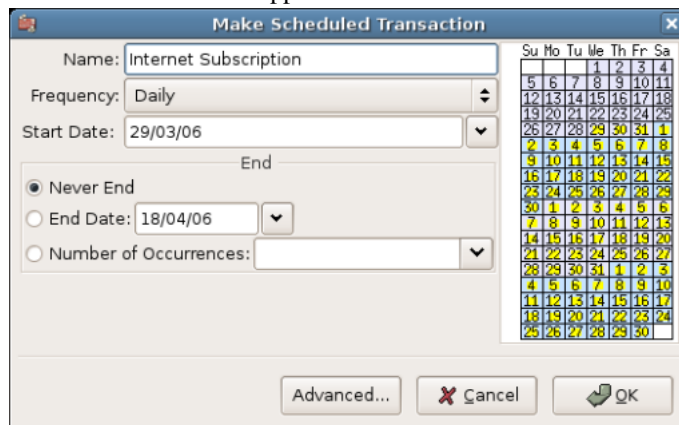 Make Scheduled Transaction
Name: Internet Subscription
Frequency: Daily
Start Date: 29/03/06
End
Never End
End Date: 18/04/06
Number of Occurrences:
Su Mo Tu We Th Fr Sa
1 2 3 4
5 6 7 8 9 10 11
12 13 14 15 16 17 18
19 20 21 22 23 24 25
26 27 28 29 30 31 1
2 3 4 5 6 7 8
9 10 11 12 13 14 15
16 17 18 19 20 21 22
23 24 25 26 27 28 29
30 1 2 3 4 5 6
7 8 9 10 11 12 13
14 15 16 17 18 19 20
21 22 23 24 25 26 27
28 29 30 31 1 2 3
4 5 6 7 8 9 10
11 12 13 14 15 16 17
18 19 20 21 22 23 24
25 26 27 28 29 30
Advanced... Cancel OK